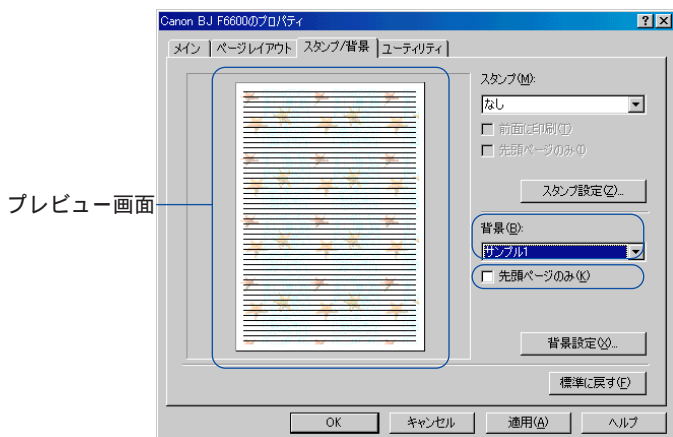 Canon BJ F6600のプロパティ
メイン
ページレイアウト
スタンプ/背景
ユーティリティ
スタンプ(M):
なし
前面に印刷(T)
先頭ページのみ(I)
スタンプ設定(Z)...
プレビュー画面
背景(B):
サンプル1
先頭ページのみ(K)
背景設定(X)...
標準に戻す(F)
OK
キャンセル
適用(A)
ヘルプ